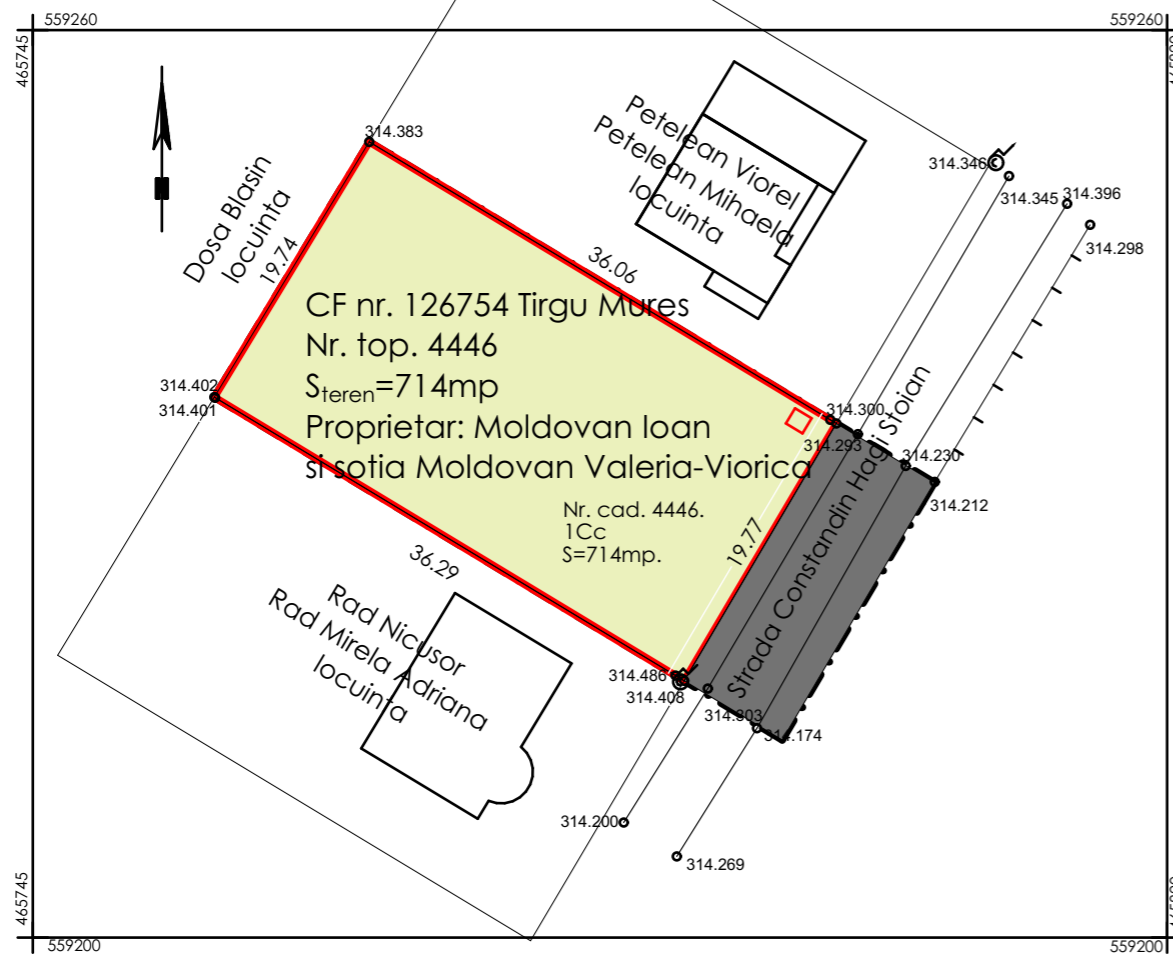 559260
559260
465745
314.383
Petelean Viorel
Petelean Mihaela
locuinta
314.346
314.345
314.396
314.298
Dosa Blasin
locuinta
19.74
36.06
CF nr. 126754 Tirgu Mures
Nr. top. 4446
Steren=714mp
Proprietar: Moldovan Ioan
si sotia Moldovan Valeria-Viorica
314.402
314.401
314.300
314.293
314.230
314.212
Strada Constandin Hagi Stoian
Nr. cad. 4446.
1Cc
S=714mp.
19.77
36.29
Rad Nicusor
Rad Mirela Adriana
locuinta
314.486
314.408
314.303
314.174
314.200
314.269
465745
559200
559200